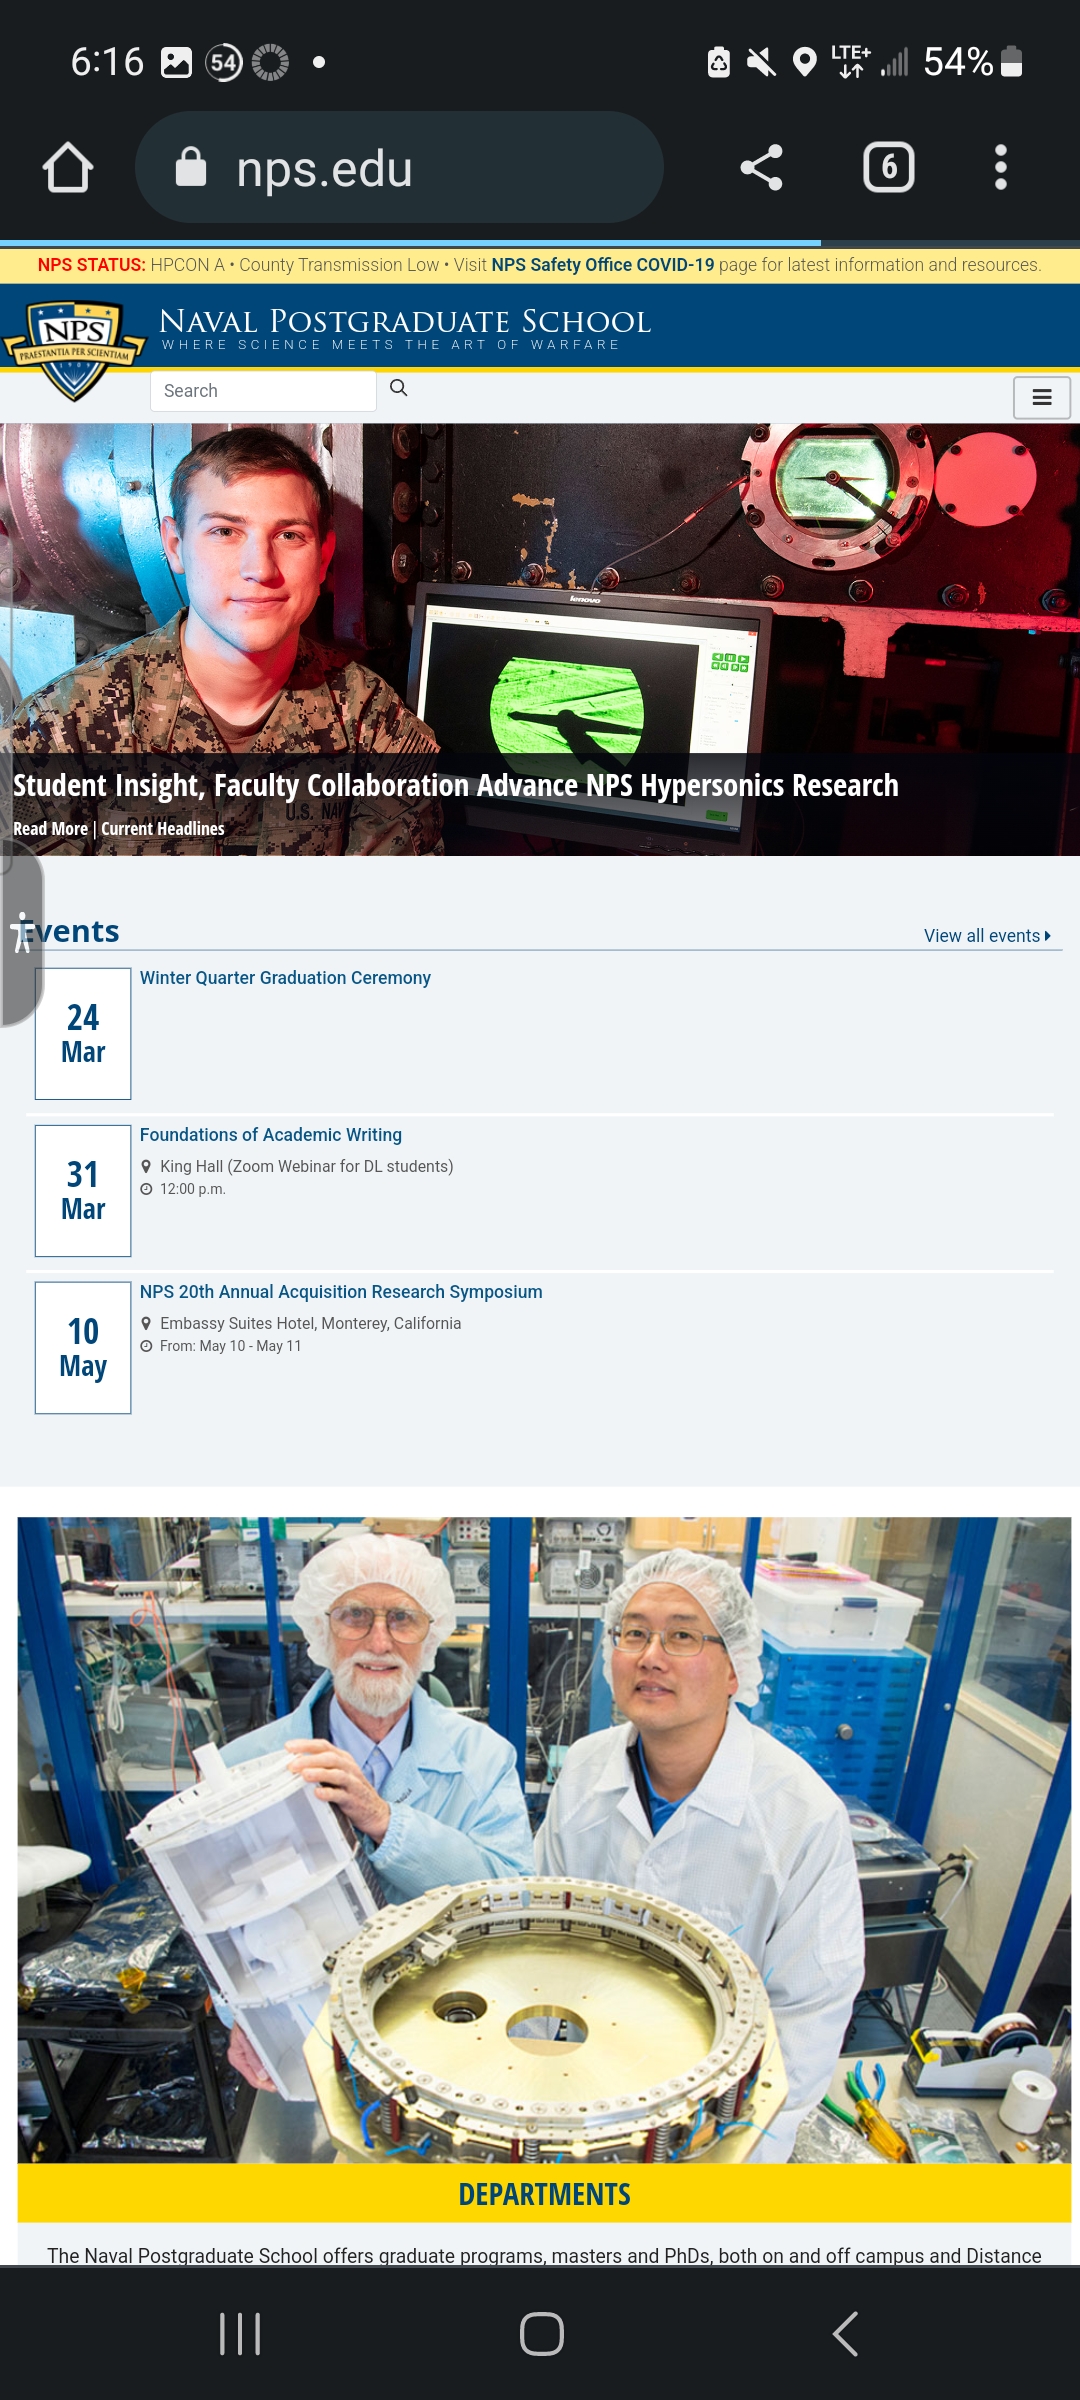 6:16
54
LTE+
54%
nps.edu
6
NPS STATUS: HPCON A • County Transmission Low • Visit NPS Safety Office COVID-19 page for latest information and resources.
NPS
PRAESTANTIA PER SCIENTIAM
1909
NAVAL POSTGRADUATE SCHOOL
WHERE SCIENCE MEETS THE ART OF WARFARE
Search
lenovo
Student Insight, Faculty Collaboration Advance NPS Hypersonics Research
U.S. NAVY
Read More | Current Headlines
Events
View all events
24
Mar
Winter Quarter Graduation Ceremony
31
Mar
Foundations of Academic Writing
King Hall (Zoom Webinar for DL students)
12:00 p.m.
10
May
NPS 20th Annual Acquisition Research Symposium
Embassy Suites Hotel, Monterey, California
From: May 10 - May 11
DEPARTMENTS
The Naval Postgraduate School offers graduate programs, masters and PhDs, both on and off campus and Distance